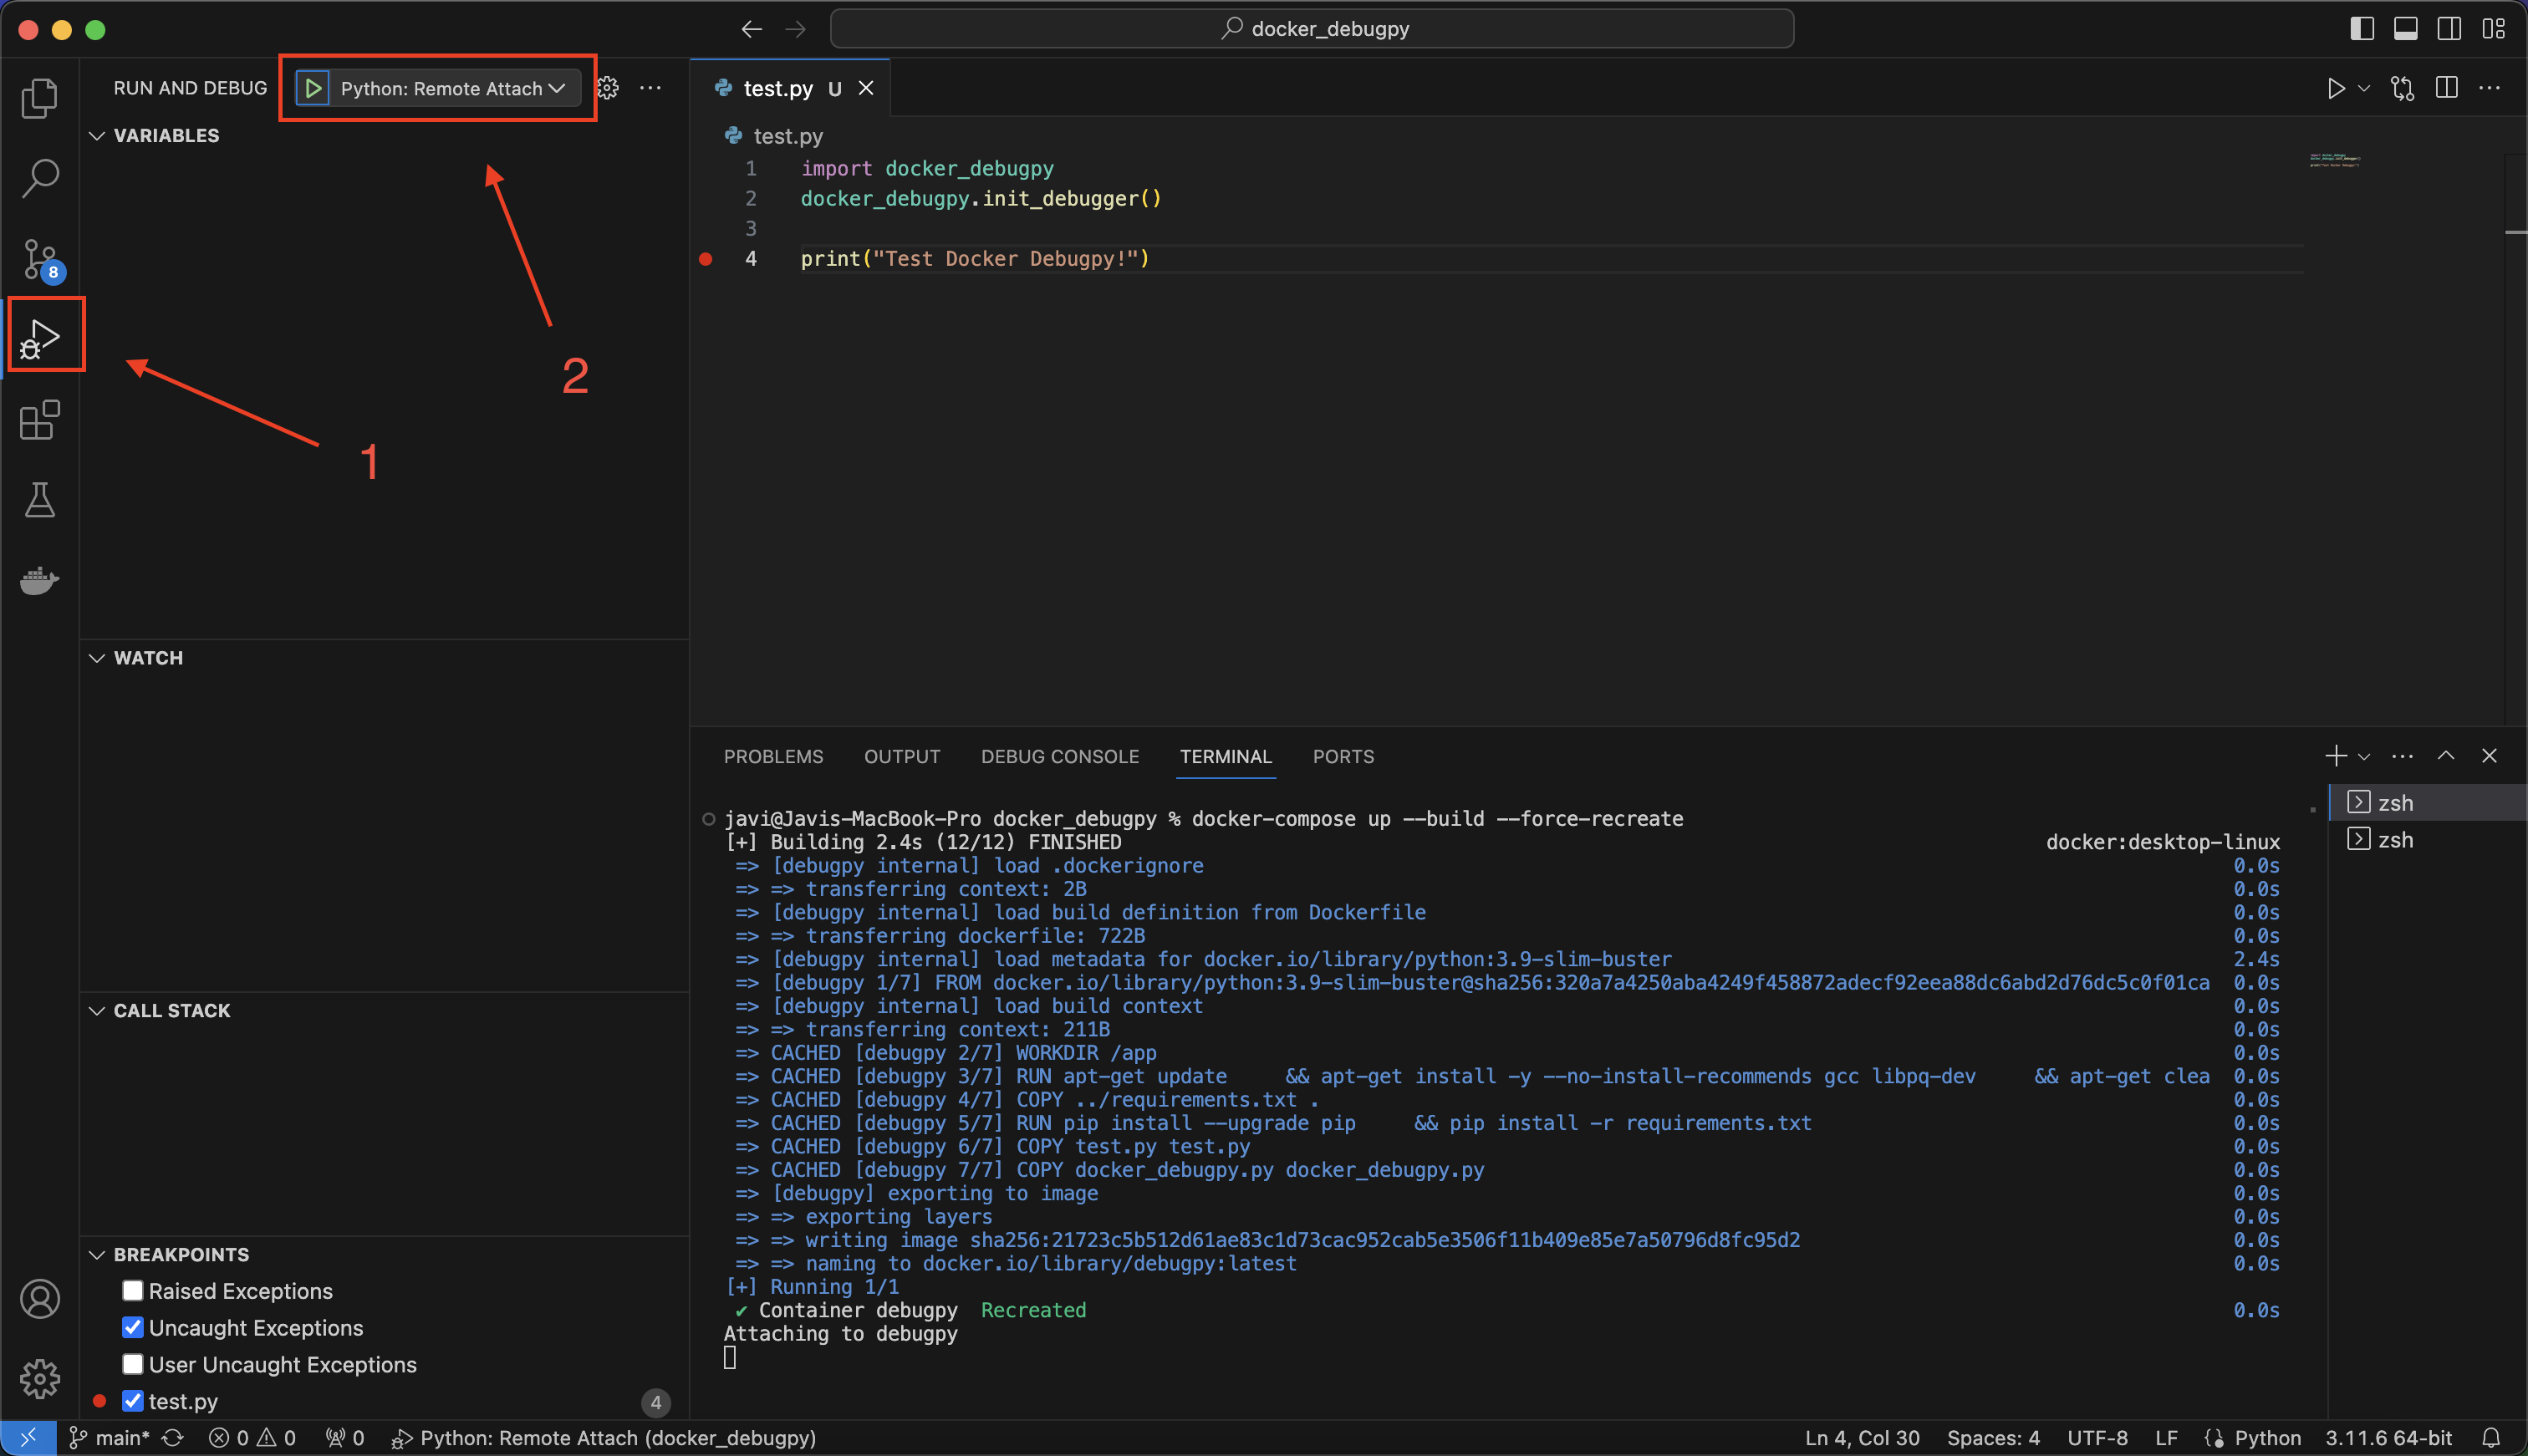 docker_debugpy
RUN AND DEBUG
Python: Remote Attach
VARIABLES
8
1
2
WATCH
CALL STACK
BREAKPOINTS
Raised Exceptions
Uncaught Exceptions
User Uncaught Exceptions
test.py
4
test.py U
test.py
1 import docker_debugpy
2 docker_debugpy.init_debugger()
3
4 print("Test Docker Debugpy!")
PROBLEMS OUTPUT DEBUG CONSOLE TERMINAL PORTS
javi@Javis-MacBook-Pro docker_debugpy % docker-compose up --build --force-recreate
[+] Building 2.4s (12/12) FINISHED docker:desktop-linux
=> [debugpy internal] load .dockerignore 0.0s
=> => transferring context: 2B 0.0s
=> [debugpy internal] load build definition from Dockerfile 0.0s
=> => transferring dockerfile: 722B 0.0s
=> [debugpy internal] load metadata for docker.io/library/python:3.9-slim-buster 2.4s
=> [debugpy 1/7] FROM docker.io/library/python:3.9-slim-buster@sha256:320a7a4250aba4249f458872adecf92eea88dc6abd2d76dc5c0f01ca 0.0s
=> [debugpy internal] load build context 0.0s
=> => transferring context: 211B 0.0s
=> CACHED [debugpy 2/7] WORKDIR /app 0.0s
=> CACHED [debugpy 3/7] RUN apt-get update     && apt-get install -y --no-install-recommends gcc libpq-dev     && apt-get clea 0.0s
=> CACHED [debugpy 4/7] COPY ../requirements.txt . 0.0s
=> CACHED [debugpy 5/7] RUN pip install --upgrade pip     && pip install -r requirements.txt 0.0s
=> CACHED [debugpy 6/7] COPY test.py test.py 0.0s
=> CACHED [debugpy 7/7] COPY docker_debugpy.py docker_debugpy.py 0.0s
=> [debugpy] exporting to image 0.0s
=> => exporting layers 0.0s
=> => writing image sha256:21723c5b512d61ae83c1d73cac952cab5e3506f11b409e85e7a50796d8fc95d2 0.0s
=> => naming to docker.io/library/debugpy:latest 0.0s
[+] Running 1/1
✔ Container debugpy  Recreated 0.0s
Attaching to debugpy
zsh
zsh
main* 0 0 0 Python: Remote Attach (docker_debugpy) Ln 4, Col 30 Spaces: 4 UTF-8 LF Python 3.11.6 64-bit